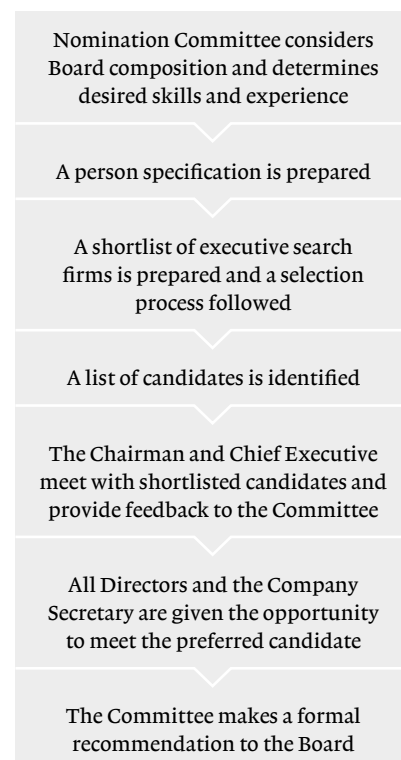 Nomination Committee considers
Board composition and determines
desired skills and experience
A person specification is prepared
A shortlist of executive search
firms is prepared and a selection
process followed
A list of candidates is identified
The Chairman and Chief Executive
meet with shortlisted candidates and
provide feedback to the Committee
All Directors and the Company
Secretary are given the opportunity
to meet the preferred candidate
The Committee makes a formal
recommendation to the Board